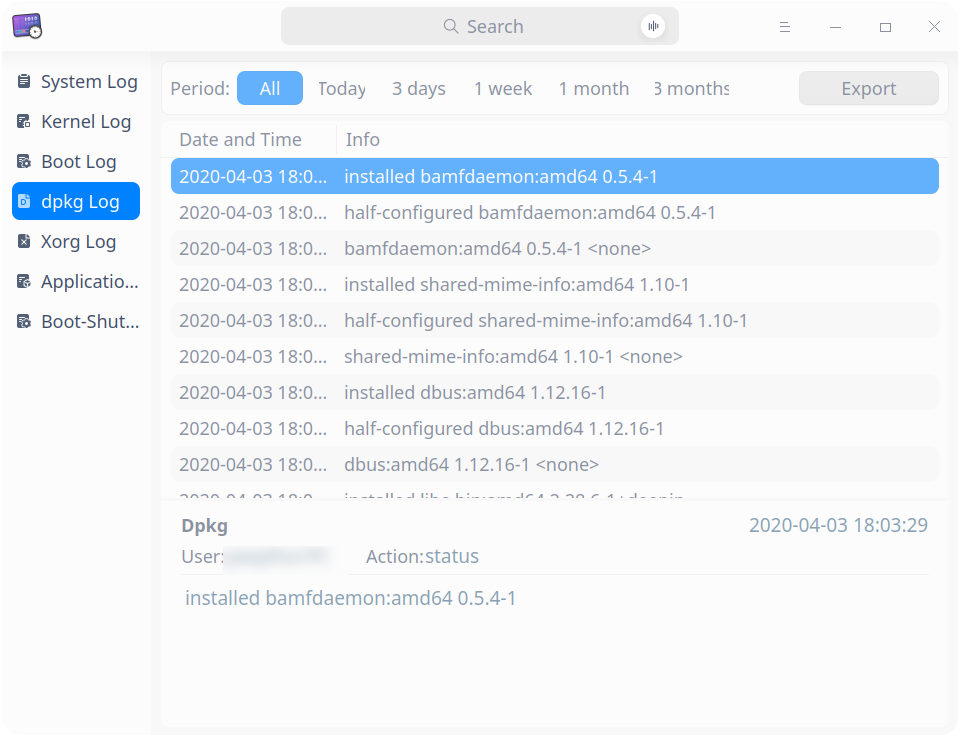 Search
System Log
Kernel Log
Boot Log
dpkg Log
Xorg Log
Applicatio...
Boot-Shut...
Period: All Today 3 days 1 week 1 month 3 months Export
Date and Time Info
2020-04-03 18:0... installed bamfdaemon:amd64 0.5.4-1
2020-04-03 18:0... half-configured bamfdaemon:amd64 0.5.4-1
2020-04-03 18:0... bamfdaemon:amd64 0.5.4-1 <none>
2020-04-03 18:0... installed shared-mime-info:amd64 1.10-1
2020-04-03 18:0... half-configured shared-mime-info:amd64 1.10-1
2020-04-03 18:0... shared-mime-info:amd64 1.10-1 <none>
2020-04-03 18:0... installed dbus:amd64 1.12.16-1
2020-04-03 18:0... half-configured dbus:amd64 1.12.16-1
2020-04-03 18:0... dbus:amd64 1.12.16-1 <none>
Dpkg 2020-04-03 18:03:29
User: Action:status
installed bamfdaemon:amd64 0.5.4-1